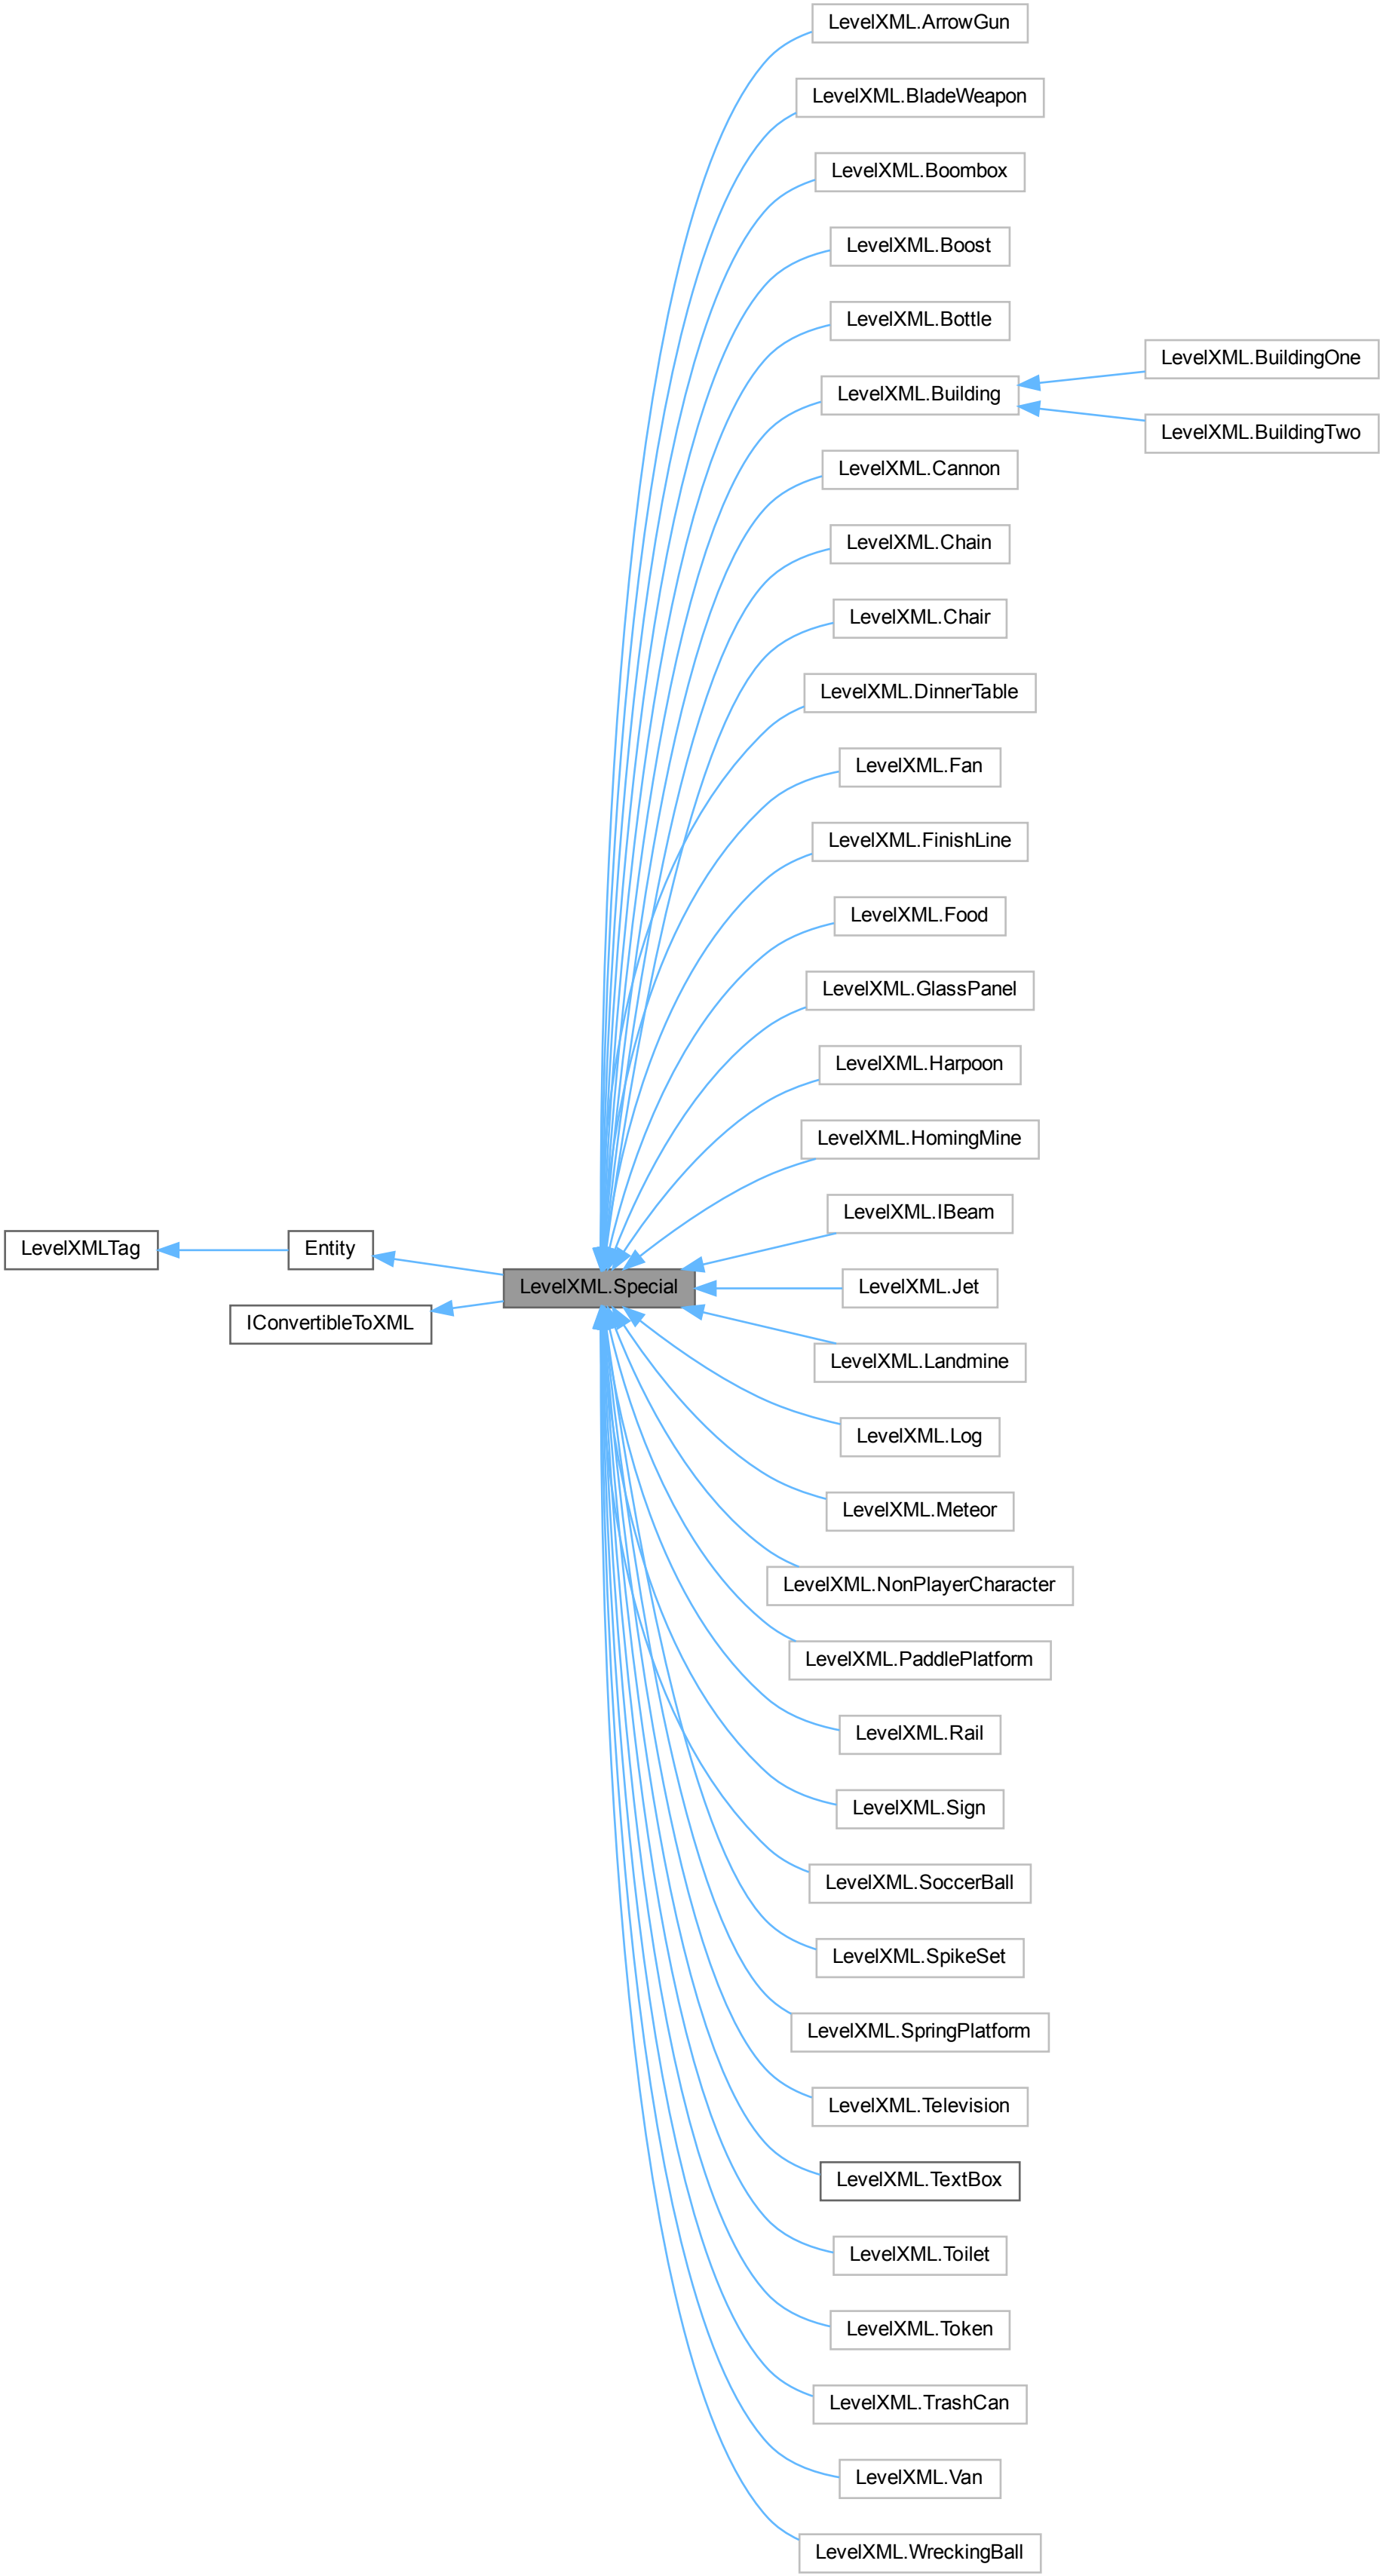 LevelXML.ArrowGun
LevelXML.BladeWeapon
LevelXML.Boombox
LevelXML.Boost
LevelXML.Bottle
LevelXML.BuildingOne
LevelXML.Building
LevelXML.BuildingTwo
LevelXML.Cannon
LevelXML.Chain
LevelXML.Chair
LevelXML.DinnerTable
LevelXML.Fan
LevelXML.FinishLine
LevelXML.Food
LevelXML.GlassPanel
LevelXML.Harpoon
LevelXML.HomingMine
LevelXML.IBeam
LevelXMLTag
Entity
LevelXML.Special
LevelXML.Jet
IConvertibleToXML
LevelXML.Landmine
LevelXML.Log
LevelXML.Meteor
LevelXML.NonPlayerCharacter
LevelXML.PaddlePlatform
LevelXML.Rail
LevelXML.Sign
LevelXML.SoccerBall
LevelXML.SpikeSet
LevelXML.SpringPlatform
LevelXML.Television
LevelXML.TextBox
LevelXML.Toilet
LevelXML.Token
LevelXML.TrashCan
LevelXML.Van
LevelXML.WreckingBall